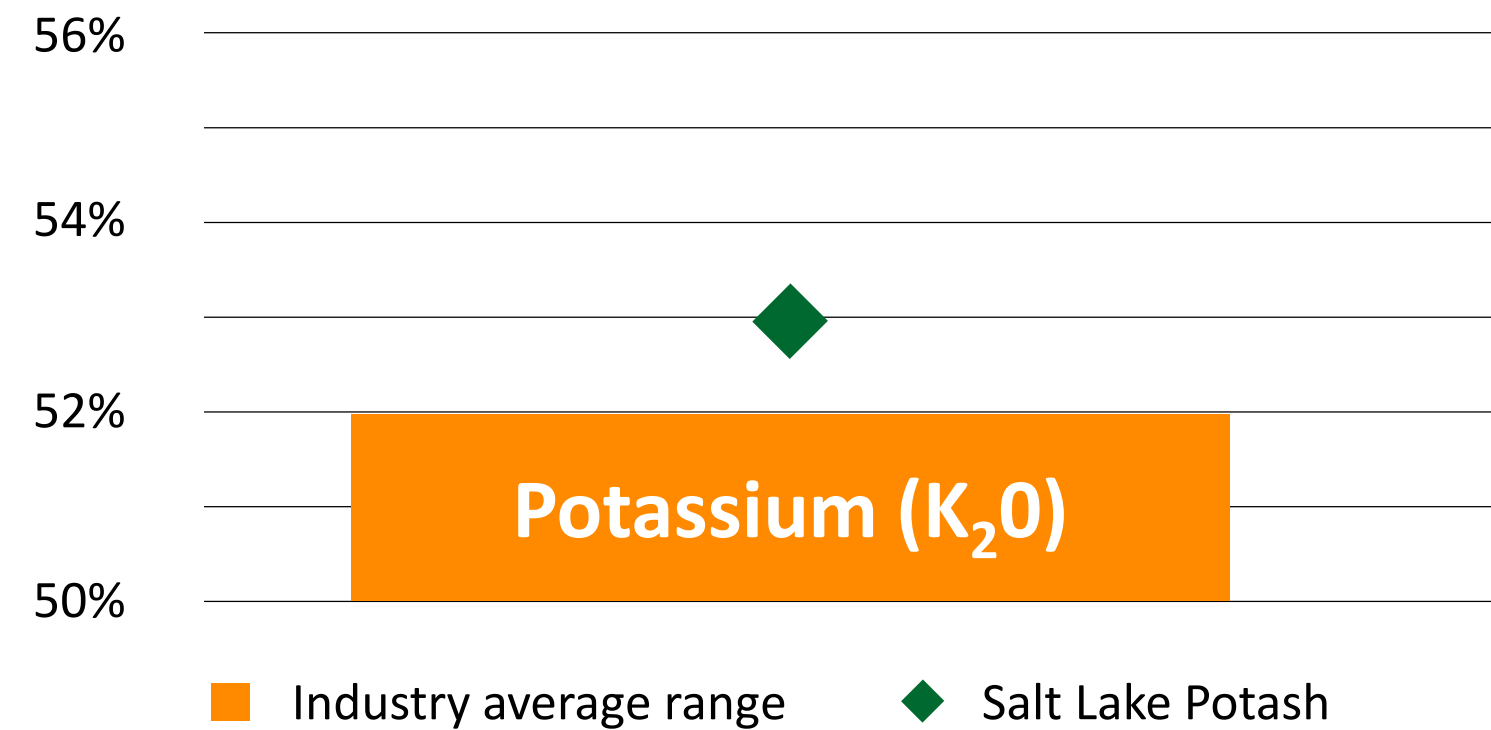 56%
54%
52%
Potassium (K₂0)
50%
Industry average range
Salt Lake Potash